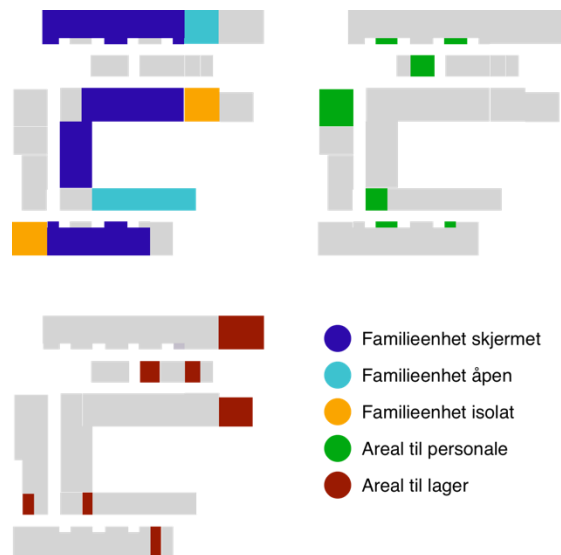 Familieenhet skjermet
Familieenhet åpen
Familieenhet isolat
Areal til personale
Areal til lager